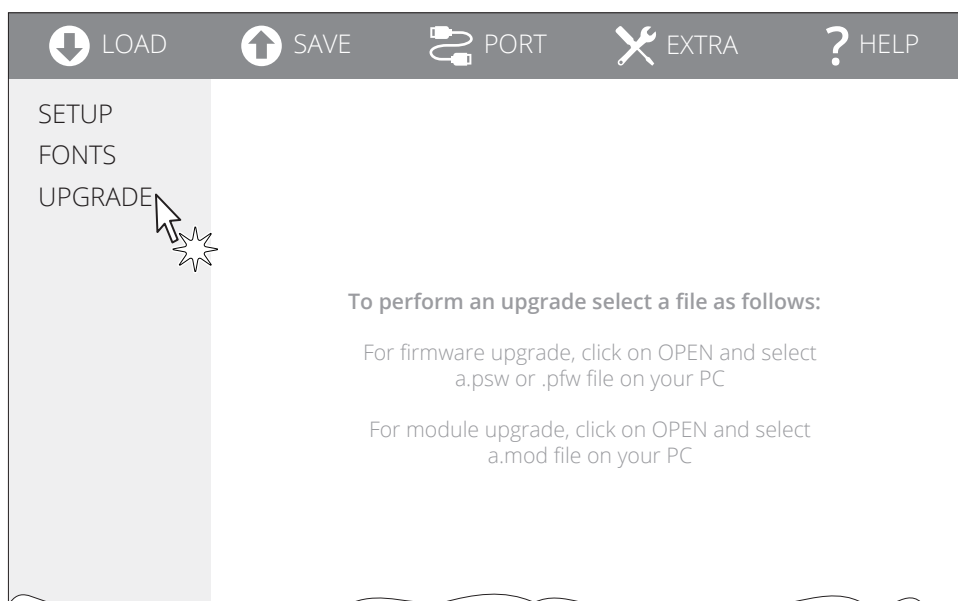 LOAD SAVE PORT EXTRA ? HELP
SETUP
FONTS
UPGRADE
To perform an upgrade select a file as follows:
For firmware upgrade, click on OPEN and select
a.psw or .pfw file on your PC
For module upgrade, click on OPEN and select
a.mod file on your PC